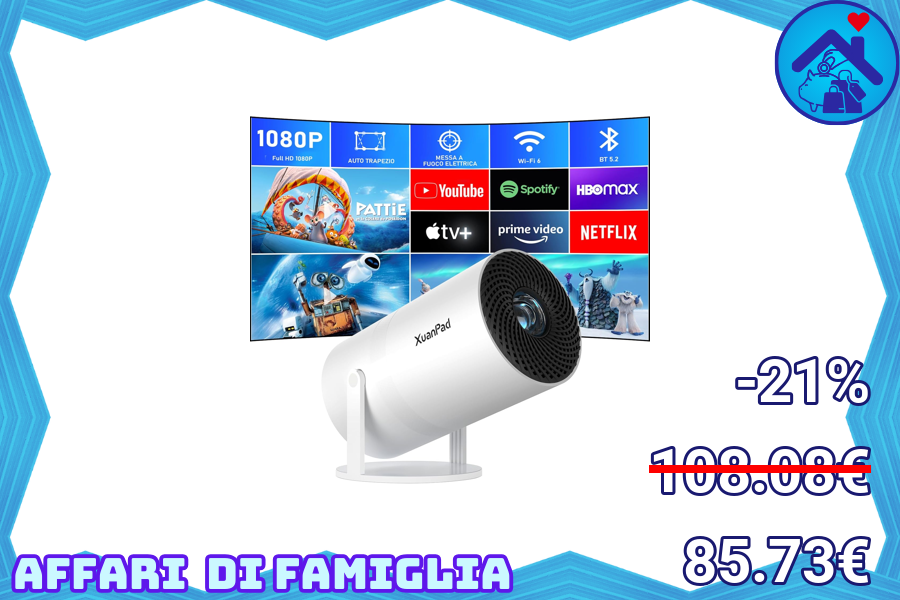 1080P
Full HD 1080P
AUTO TRAPEZIO
MESSA A
FUOCO ELETTRICA
Wi-Fi 6
BT 5.2
YouTube
Spotify
HBOMAX
PATTIE
tv+
prime video
NETFLIX
XuanPad
-21%
108.08€
85.73€
AFFARI DI FAMIGLIA